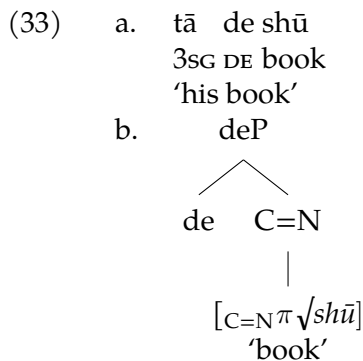 (33) a. tā de shū
3SG DE book
‘his book’
b. deP
de C=N
[C=N π √shū]
‘book’